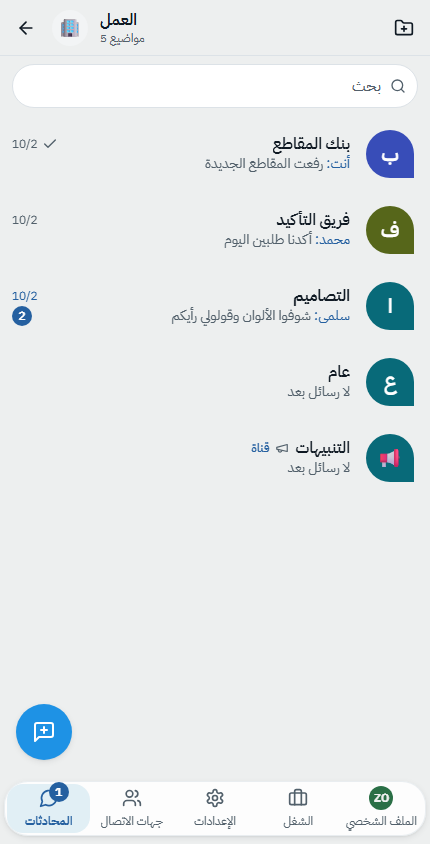 العمل
5 مواضيع
بحث
ب
بنك المقاطع
10/2
أنت: رفعت المقاطع الجديدة
ف
فريق التأكيد
10/2
محمد: أكدنا طلبين اليوم
ا
التصاميم
10/2
سلمى: شوفوا الألوان وقولولي رأيكم
2
ع
عام
لا رسائل بعد
التنبيهات قناة
لا رسائل بعد
ZO
الملف الشخصي
الشغل
الإعدادات
جهات الاتصال
1
المحادثات